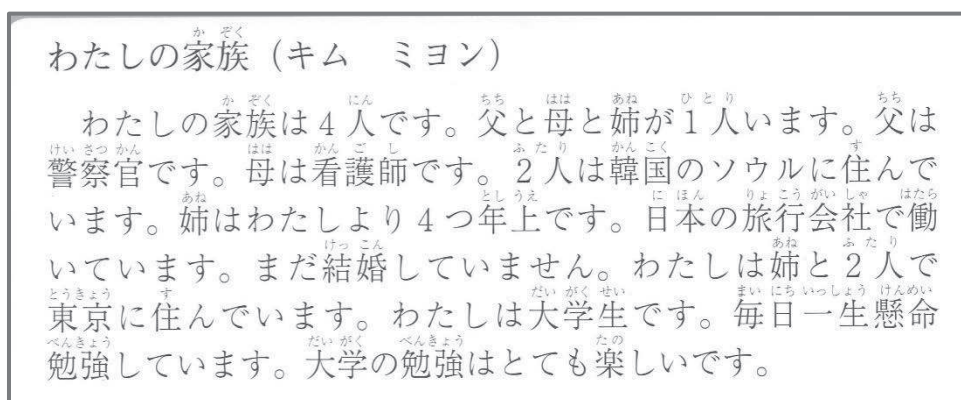 わたしの家族（キム　ミヨン）
わたしの家族は4人です。父と母と姉が1人います。父は
警察官です。母は看護師です。2人は韓国のソウルに住んで
います。姉はわたしより4つ年上です。日本の旅行会社で働
いています。まだ結婚していません。わたしは姉と2人で
東京に住んでいます。わたしは大学生です。毎日一生懸命
勉強しています。大学の勉強はとても楽しいです。